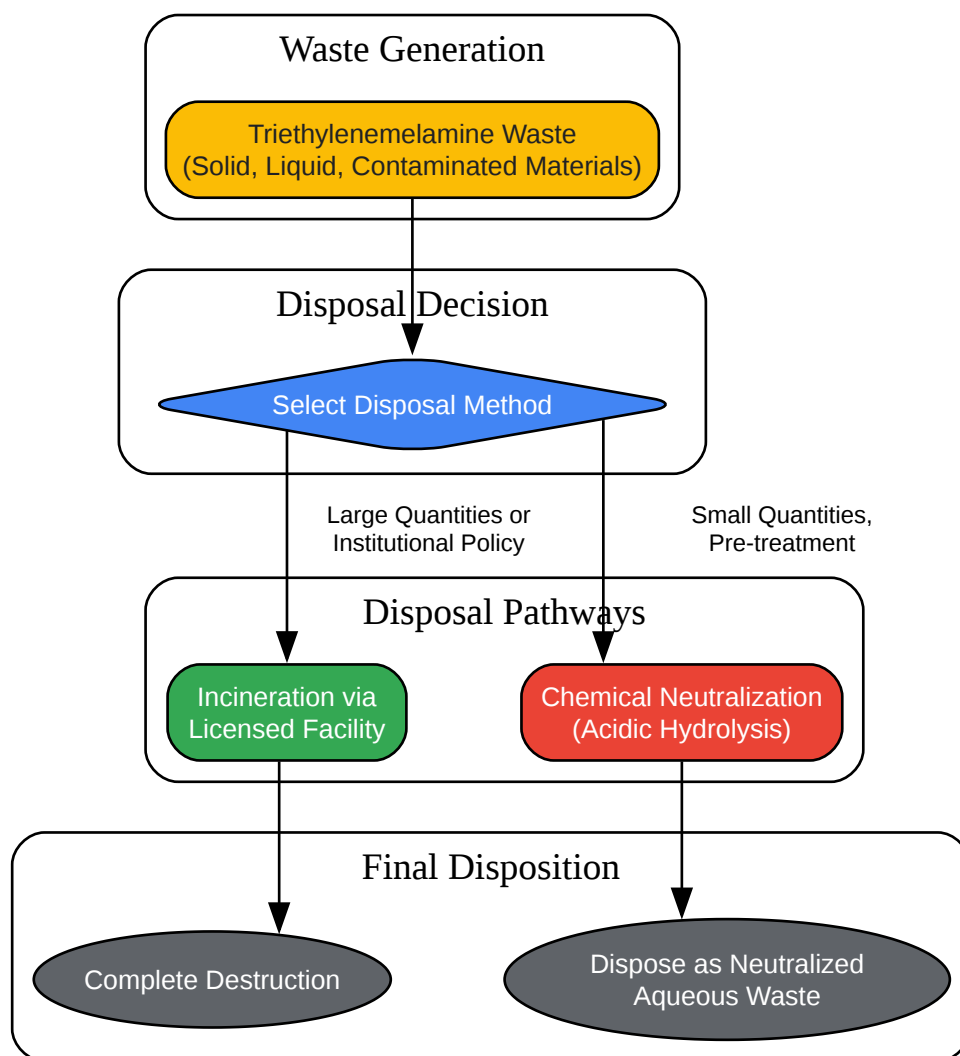 Waste Generation
Triethylenemelamine Waste
(Solid, Liquid, Contaminated Materials)
Disposal Decision
Select Disposal Method
Large Quantities or
Institutional Policy
Small Quantities,
Pre-treatment
Disposal Pathways
Incineration via
Licensed Facility
Chemical Neutralization
(Acidic Hydrolysis)
Final Disposition
Complete Destruction
Dispose as Neutralized
Aqueous Waste